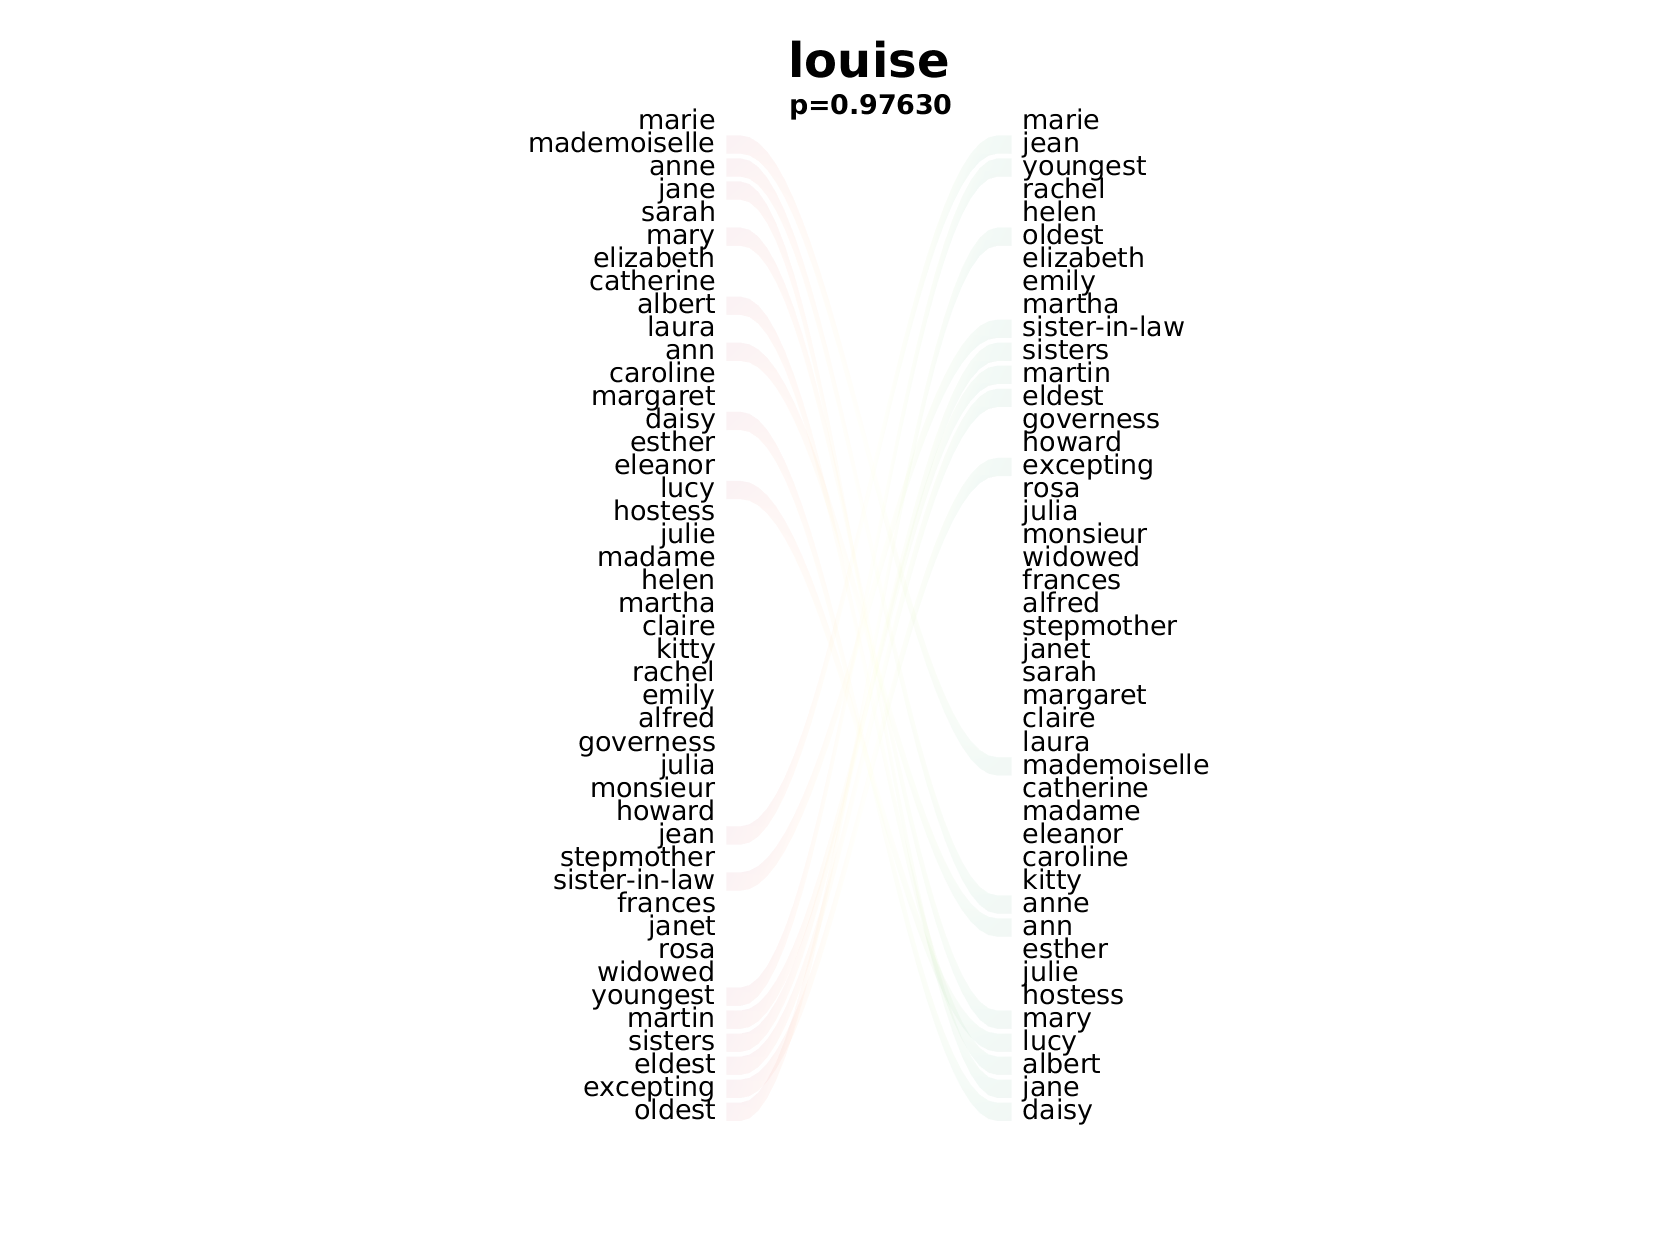 louise
p=0.97630
marie marie
mademoiselle jean
anne youngest
jane rachel
sarah helen
mary oldest
elizabeth elizabeth
catherine emily
albert martha
laura sister-in-law
ann sisters
caroline martin
margaret eldest
daisy governess
esther howard
eleanor excepting
lucy rosa
hostess julia
julie monsieur
madame widowed
helen frances
martha alfred
claire stepmother
kitty janet
rachel sarah
emily margaret
alfred claire
governess laura
julia mademoiselle
monsieur catherine
howard madame
jean eleanor
stepmother caroline
sister-in-law kitty
frances anne
janet ann
rosa esther
widowed julie
youngest hostess
martin mary
sisters lucy
eldest albert
excepting jane
oldest daisy